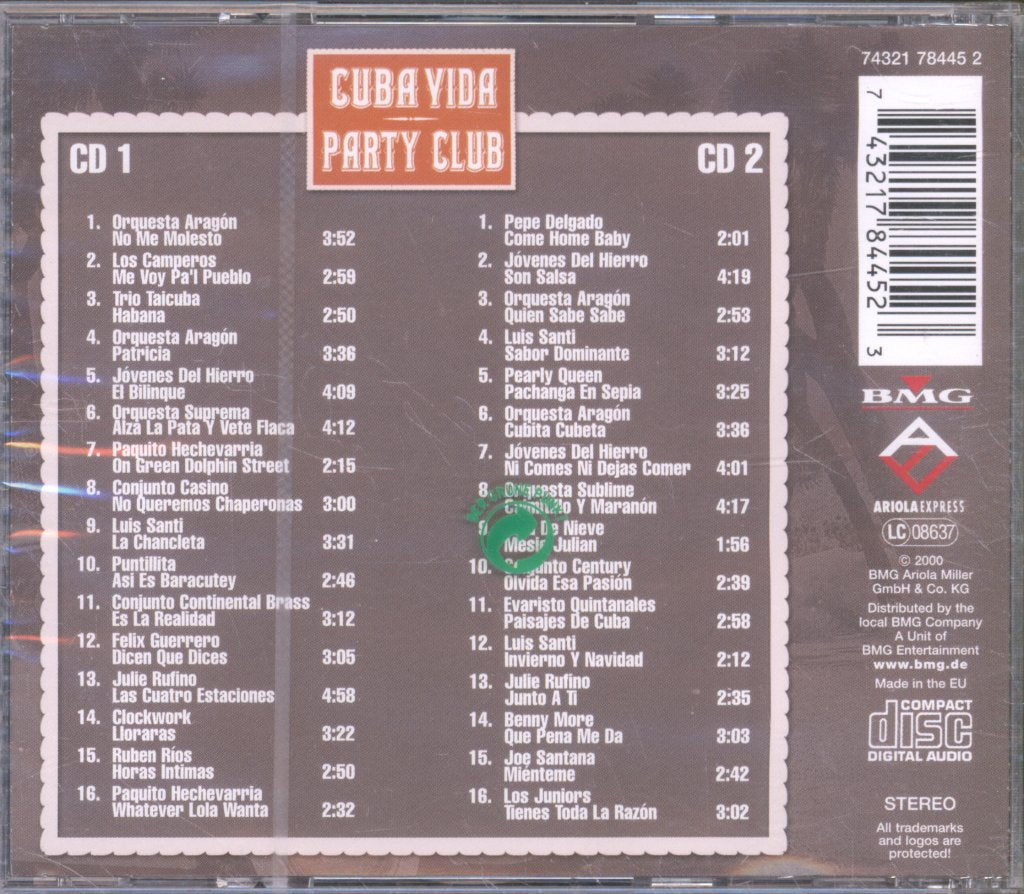 CUBA VIDA
PARTY CLUB
CD 1
1. Orquesta Aragón
No Me Molesto 3:52
2. Los Camperos
Me Voy Pa'l Pueblo 2:59
3. Trio Taicuba
Habana 2:50
4. Orquesta Aragón
Patricia 3:36
5. Jóvenes Del Hierro
El Bilinque 4:09
6. Orquesta Suprema
Alza La Pata Y Vete Flaca 4:12
7. Paquito Hechevarria
On Green Dolphin Street 2:15
8. Conjunto Casino
No Queremos Chaperonas 3:00
9. Luis Santi
La Chancleta 3:31
10. Puntillita
Asi Es Baracutey 2:46
11. Conjunto Continental Brass
Es La Realidad 3:12
12. Felix Guerrero
Dicen Que Dices 3:05
13. Julie Rufino
Las Cuatro Estaciones 4:58
14. Clockwork
Lloraras 3:22
15. Ruben Ríos
Horas Intimas 2:50
16. Paquito Hechevarria
Whatever Lola Wanta 2:32
CD 2
1. Pepe Delgado
Come Home Baby 2:01
2. Jóvenes Del Hierro
Son Salsa 4:19
3. Orquesta Aragón
Quien Sabe Sabe 2:53
4. Luis Santi
Sabor Dominante 3:12
5. Pearly Queen
Pachanga En Sepia 3:25
6. Orquesta Aragón
Cubita Cubeta 3:36
7. Jóvenes Del Hierro
Ni Comes Ni Dejas Comer 4:01
8. Orquesta Sublime
Y Maranón 4:17
De Nieve
Mesie Julian 1:56
10. Century
Olvida Esa Pasión 2:39
11. Evaristo Quintanales
Paisajes De Cuba 2:58
12. Luis Santi
Invierno Y Navidad 2:12
13. Julie Rufino
Junto A Ti 2:35
14. Benny More
Que Pena Me Da 3:03
15. Joe Santana
Miénteme 2:42
16. Los Juniors
Tienes Toda La Razón 3:02
74321 78445 2
7 43217 84452 3
BMG
ARIOLA EXPRESS
LC 08637
© 2000
BMG Ariola Miller
GmbH & Co. KG
Distributed by the
local BMG Company
A Unit of
BMG Entertainment
www.bmg.de
Made in the EU
COMPACT
disc
DIGITAL AUDIO
STEREO
All trademarks
and logos are
protected!